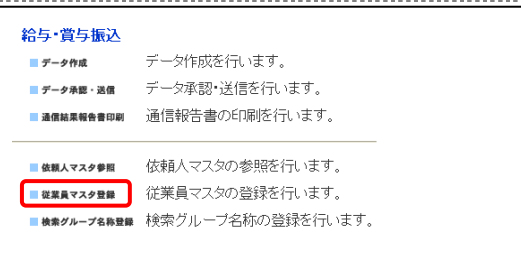 給与・賞与振込
データ作成 データ作成を行います。
データ承認・送信 データ承認・送信を行います。
通信結果報告書印刷 通信報告書の印刷を行います。
依頼人マスタ参照 依頼人マスタの参照を行います。
従業員マスタ登録 従業員マスタの登録を行います。
検索グループ名称登録 検索グループ名称の登録を行います。